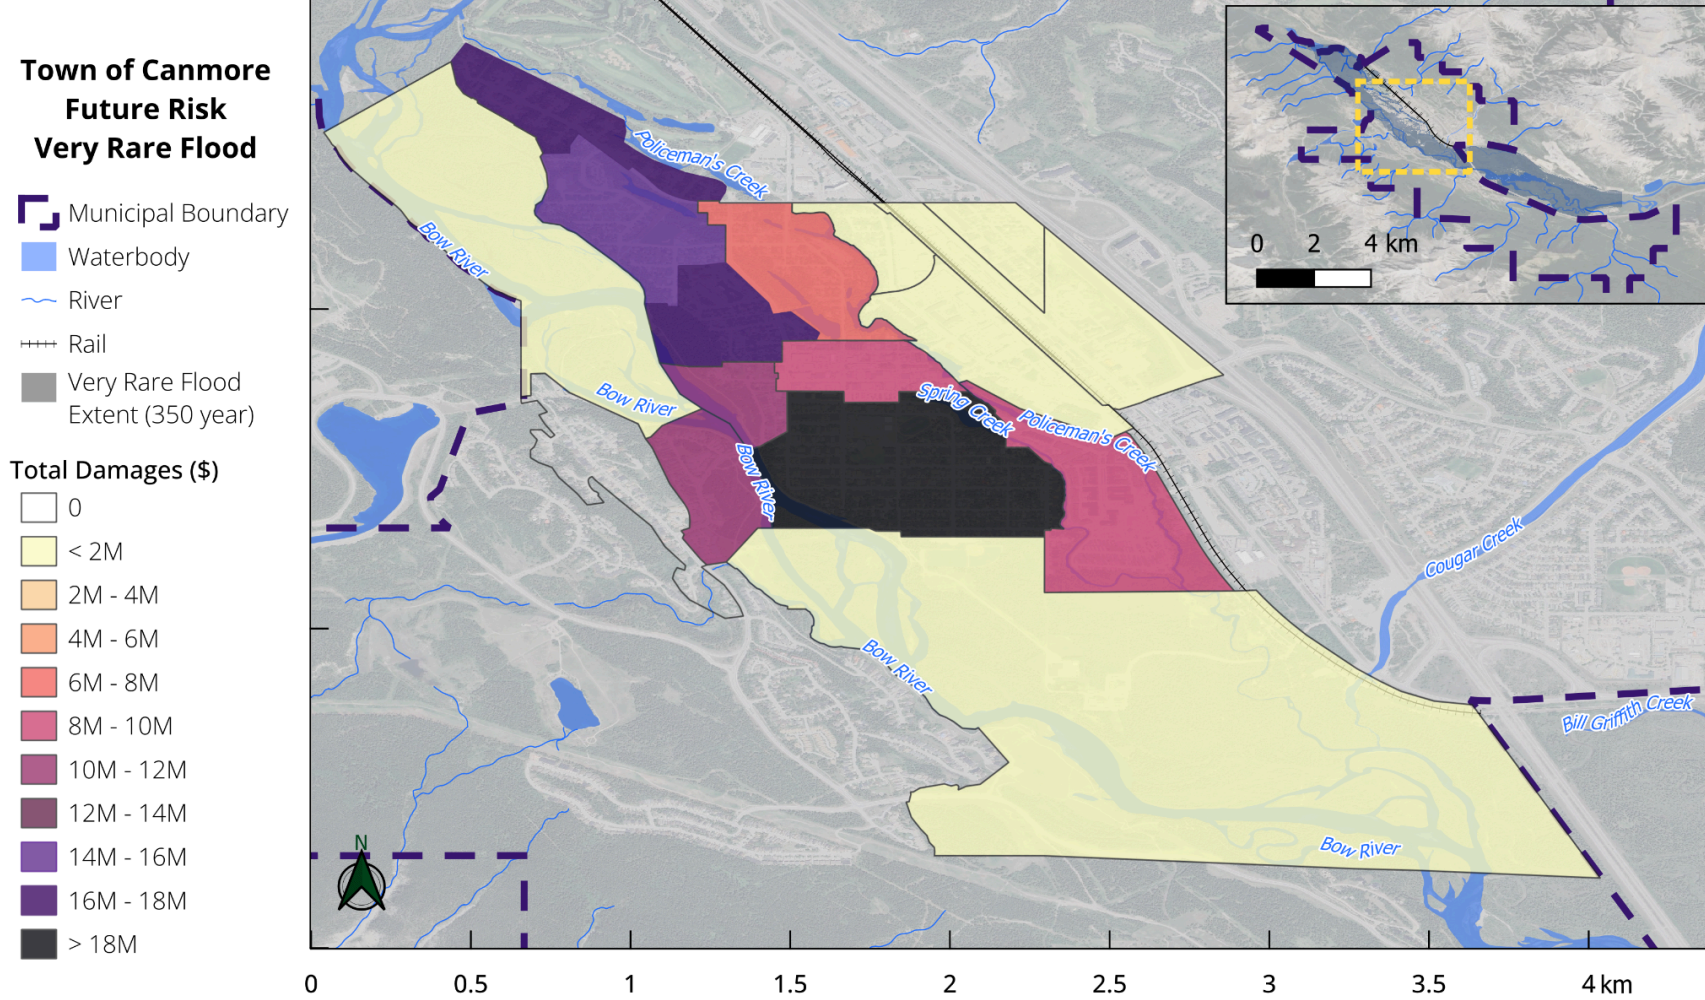 Town of Canmore
Future Risk
Very Rare Flood
Municipal Boundary
Waterbody
River
Rail
Very Rare Flood
Extent (350 year)
Total Damages ($)
0
< 2M
2M - 4M
4M - 6M
6M - 8M
8M - 10M
10M - 12M
12M - 14M
14M - 16M
16M - 18M
> 18M
Policeman's Creek
Bow River
Bow River
Spring Creek
Policeman's Creek
Bow River
Cougar Creek
Bow River
Bill Griffith Creek
Bow River
N
0 2 4 km
0 0.5 1 1.5 2 2.5 3 3.5 4 km